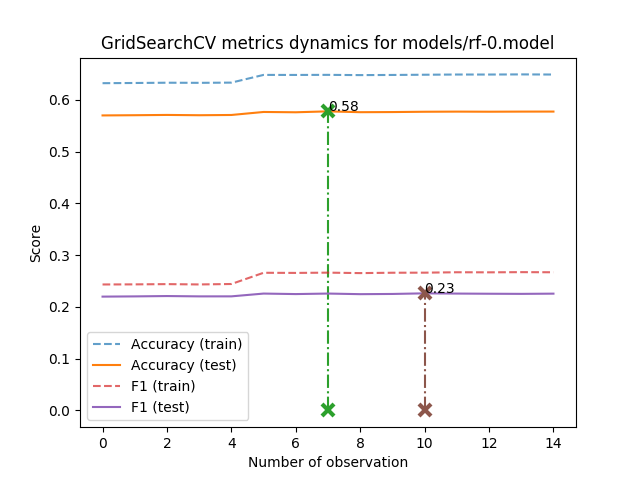 GridSearchCV metrics dynamics for models/rf-0.model
Score
0.6
0.5
0.4
0.3
0.2
0.1
0.0
0.58
0.23
Accuracy (train)
Accuracy (test)
F1 (train)
F1 (test)
0 2 4 6 8 10 12 14
Number of observation